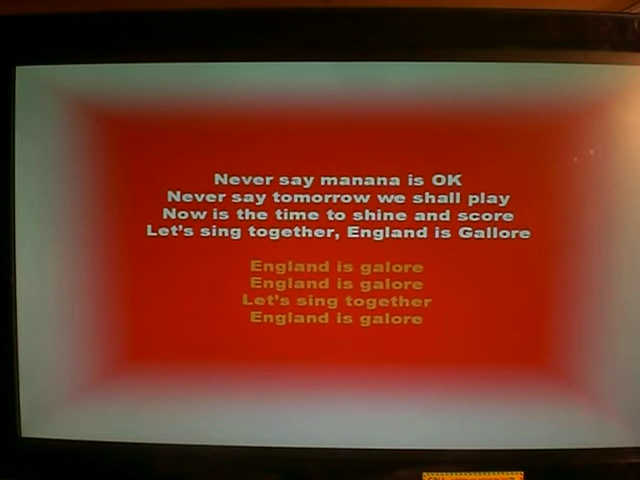 Never say manana is OK
Never say tomorrow we shall play
Now is the time to shine and score
Let's sing together, England is Gallore
England is galore
England is galore
Let's sing together
England is galore